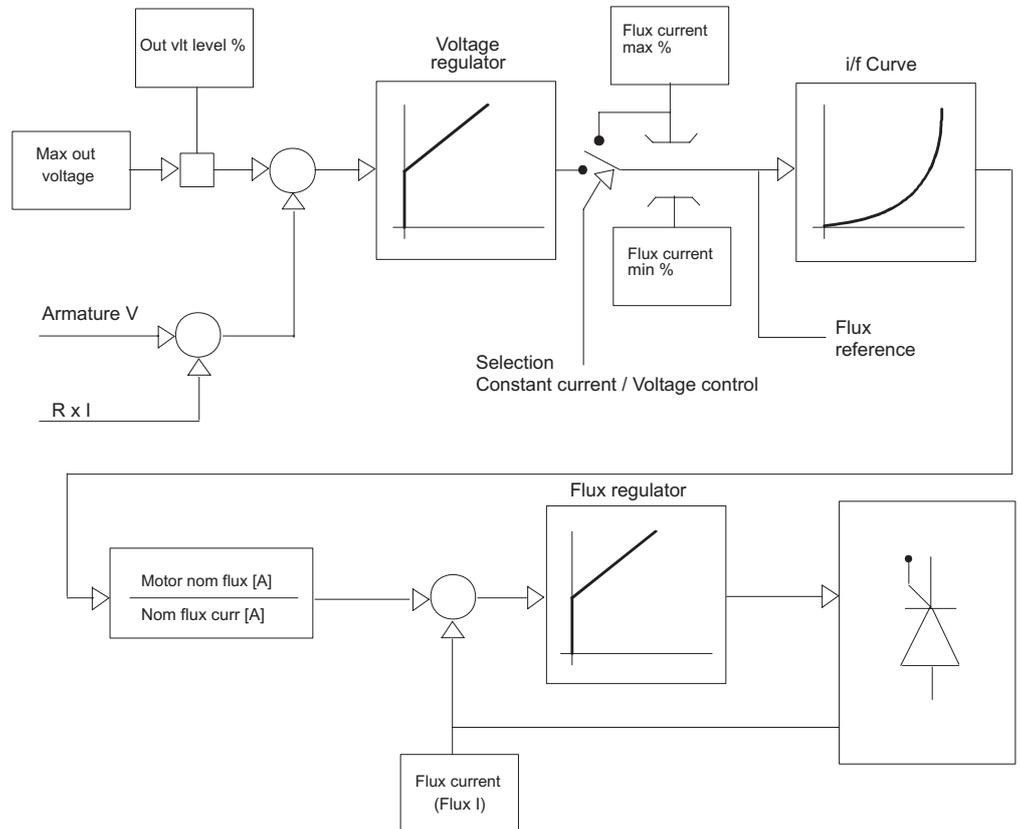 Out vlt level %
Voltage
regulator
Flux current
max %
i/f Curve
Max out
voltage
Flux current
min %
Armature V
R x I
Selection
Constant current / Voltage control
Flux
reference
Flux regulator
Motor nom flux [A]
Nom flux curr [A]
Flux current
(Flux I)